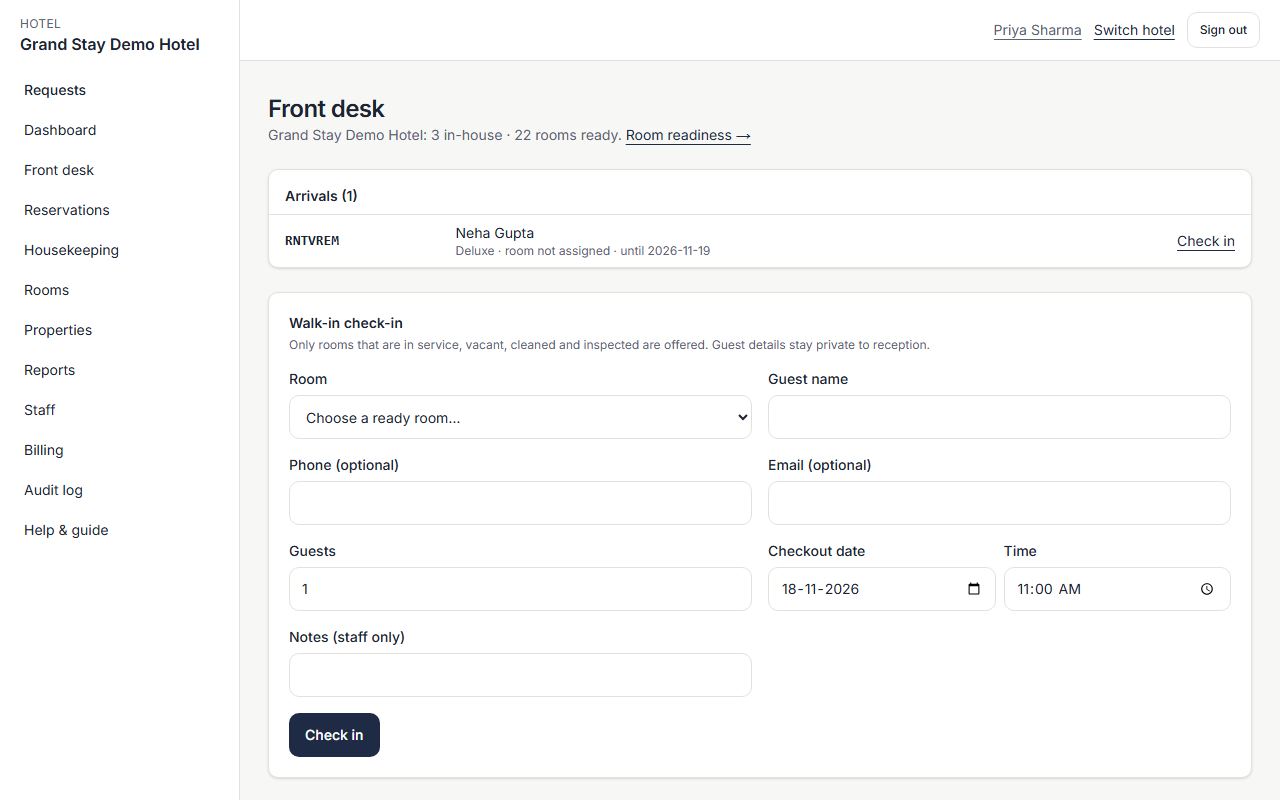 HOTEL
Grand Stay Demo Hotel
Requests
Dashboard
Front desk
Reservations
Housekeeping
Rooms
Properties
Reports
Staff
Billing
Audit log
Help & guide
Priya Sharma
Switch hotel
Sign out
Front desk
Grand Stay Demo Hotel: 3 in-house · 22 rooms ready. Room readiness →
Arrivals (1)
RNTVREM
Neha Gupta
Deluxe · room not assigned · until 2026-11-19
Check in
Walk-in check-in
Only rooms that are in service, vacant, cleaned and inspected are offered. Guest details stay private to reception.
Room
Choose a ready room...
Guest name
Phone (optional)
Email (optional)
Guests
1
Checkout date
18-11-2026
Time
11:00 AM
Notes (staff only)
Check in